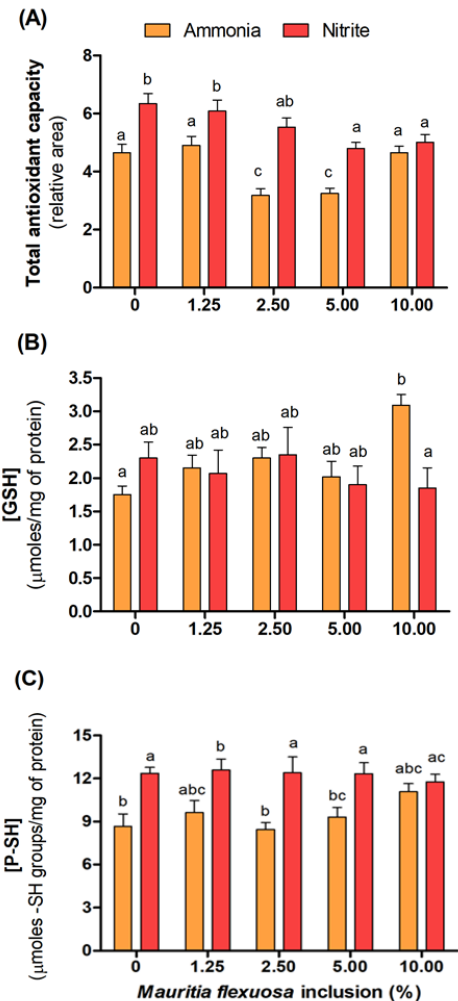 (A)
Ammonia Nitrite
Total antioxidant capacity
(relative area)
8
6
4
2
0
a b a b c ab c a a a
0 1.25 2.50 5.00 10.00
(B)
[GSH]
(μmoles/mg of protein)
3.5
3.0
2.5
2.0
1.5
1.0
0.5
0.0
a ab ab ab ab ab ab ab b a
0 1.25 2.50 5.00 10.00
(C)
[P-SH]
(μmoles -SH groups/mg of protein)
15
12
9
6
3
0
b a abc b b a bc a abc ac
0 1.25 2.50 5.00 10.00
Mauritia flexuosa inclusion (%)